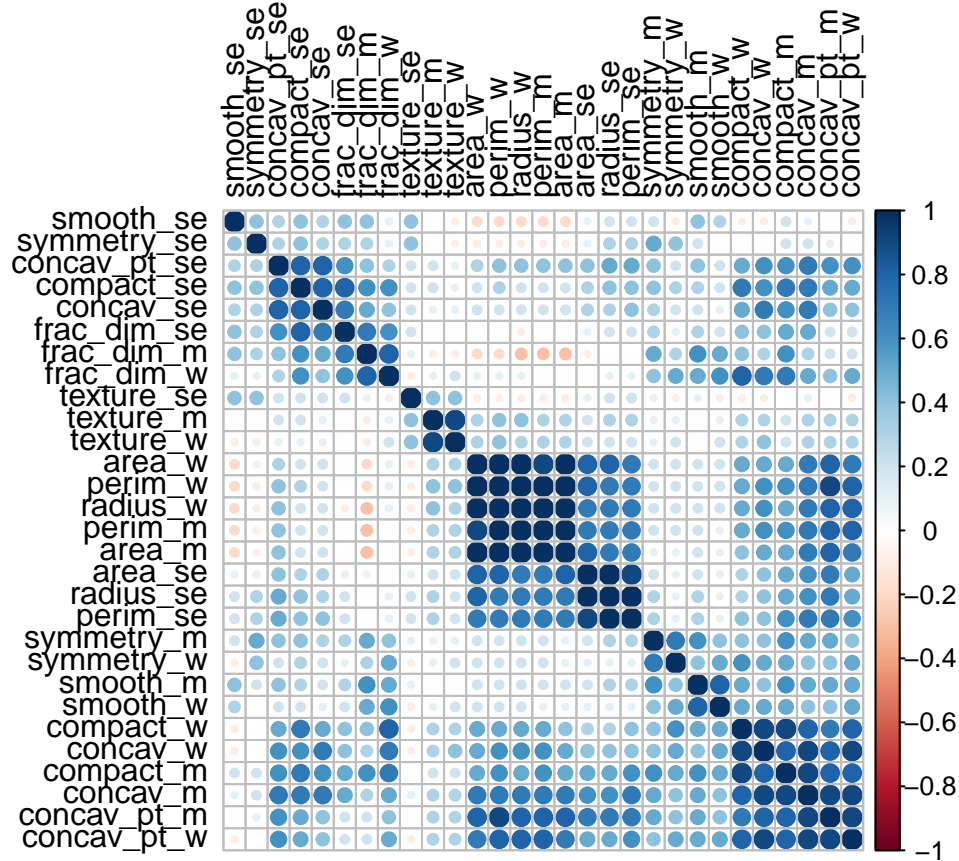 smooth_se
symmetry_se
concav_pt_se
compact_se
concav_se
frac_dim_se
frac_dim_m
frac_dim_w
texture_se
texture_m
texture_w
area_w
perim_w
radius_w
perim_m
area_m
area_se
radius_se
perim_se
symmetry_m
symmetry_w
smooth_m
smooth_w
compact_w
concav_w
compact_m
concav_m
concav_pt_m
concav_pt_w
smooth_se
symmetry_se
concav_pt_se
compact_se
concav_se
frac_dim_se
frac_dim_m
frac_dim_w
texture_se
texture_m
texture_w
area_w
perim_w
radius_w
perim_m
area_m
area_se
radius_se
perim_se
symmetry_m
symmetry_w
smooth_m
smooth_w
compact_w
concav_w
compact_m
concav_m
concav_pt_m
concav_pt_w
1
0.8
0.6
0.4
0.2
0
−0.2
−0.4
−0.6
−0.8
−1